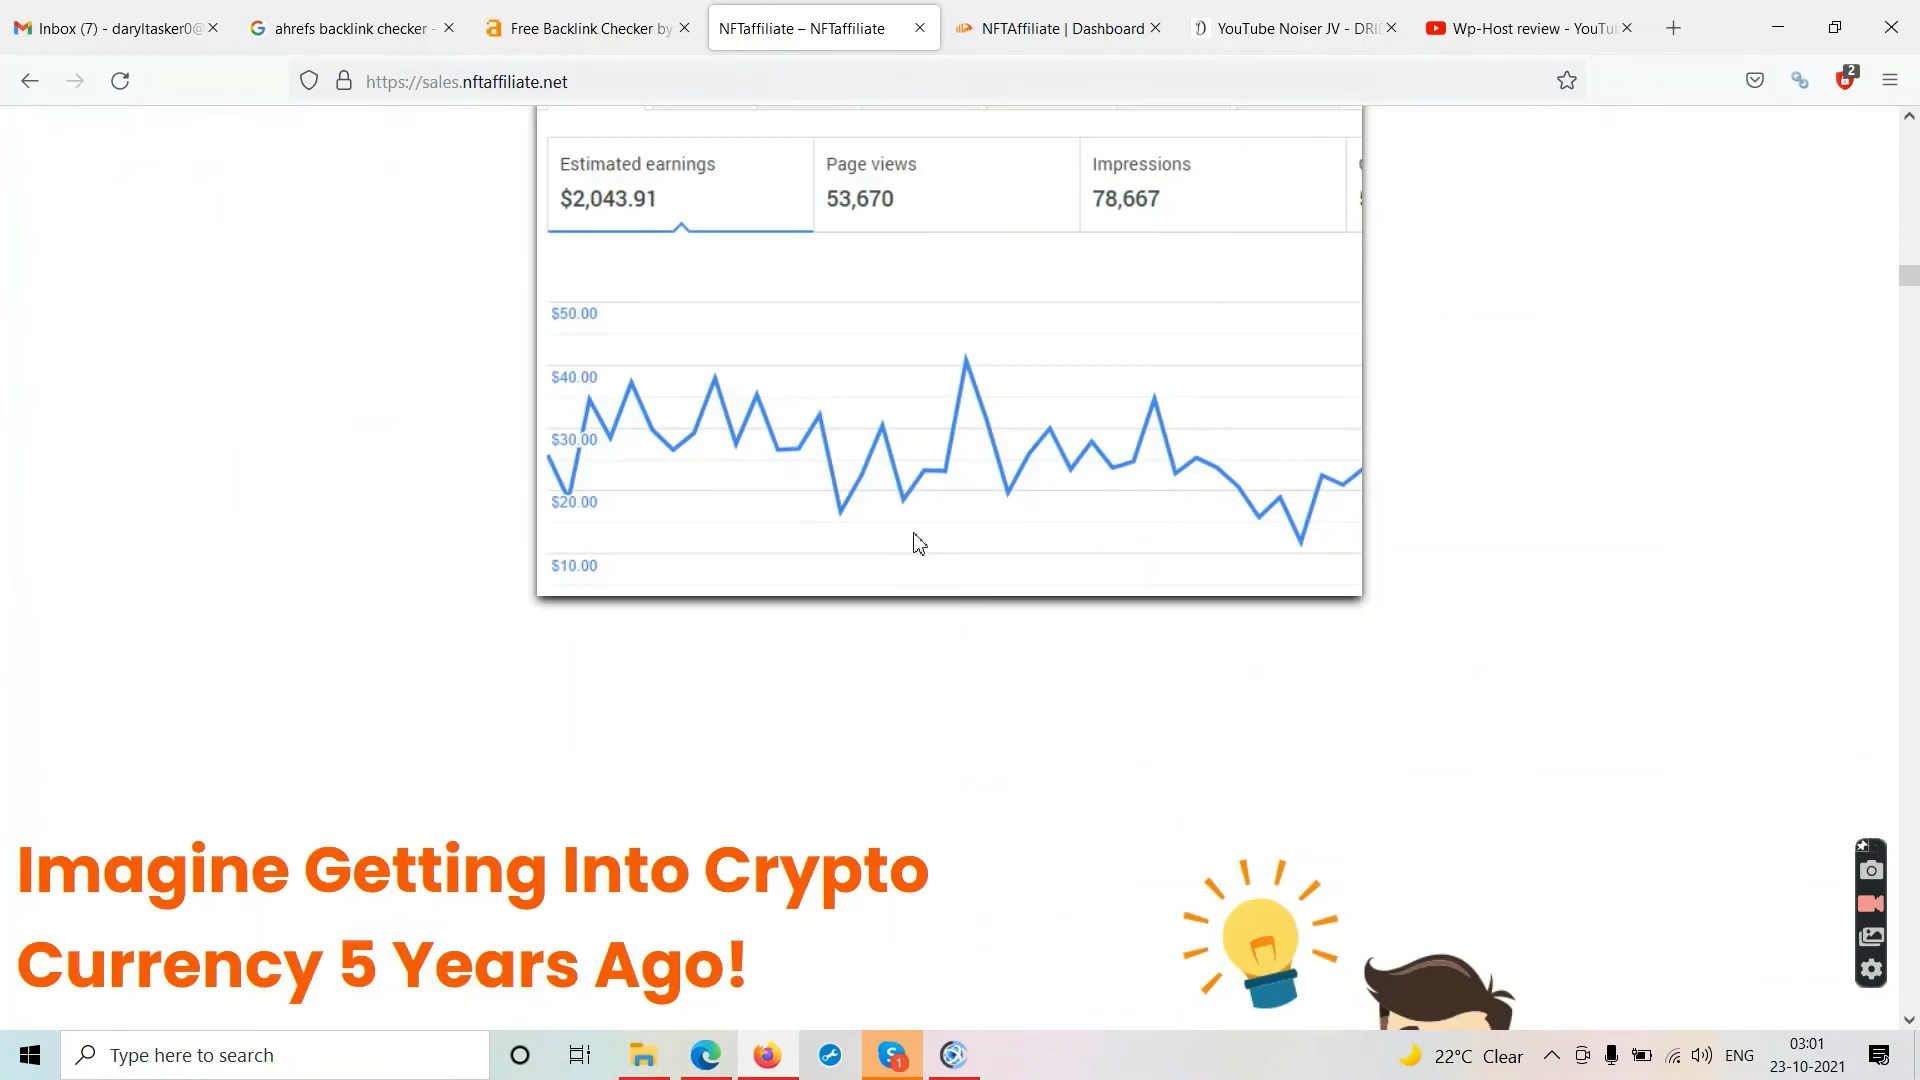 Inbox (7) - daryltasker0@
ahrefs backlink checker -
Free Backlink Checker by
NFTaffiliate – NFTaffiliate
NFTAffiliate | Dashboard
YouTube Noiser JV - DRI
Wp-Host review - YouTu
https://sales.nftaffiliate.net
2
Estimated earnings
$2,043.91
Page views
53,670
Impressions
78,667
$50.00
$40.00
$30.00
$20.00
$10.00
Imagine Getting Into Crypto
Currency 5 Years Ago!
Type here to search
S
1
22°C Clear
ENG
03:01
23-10-2021